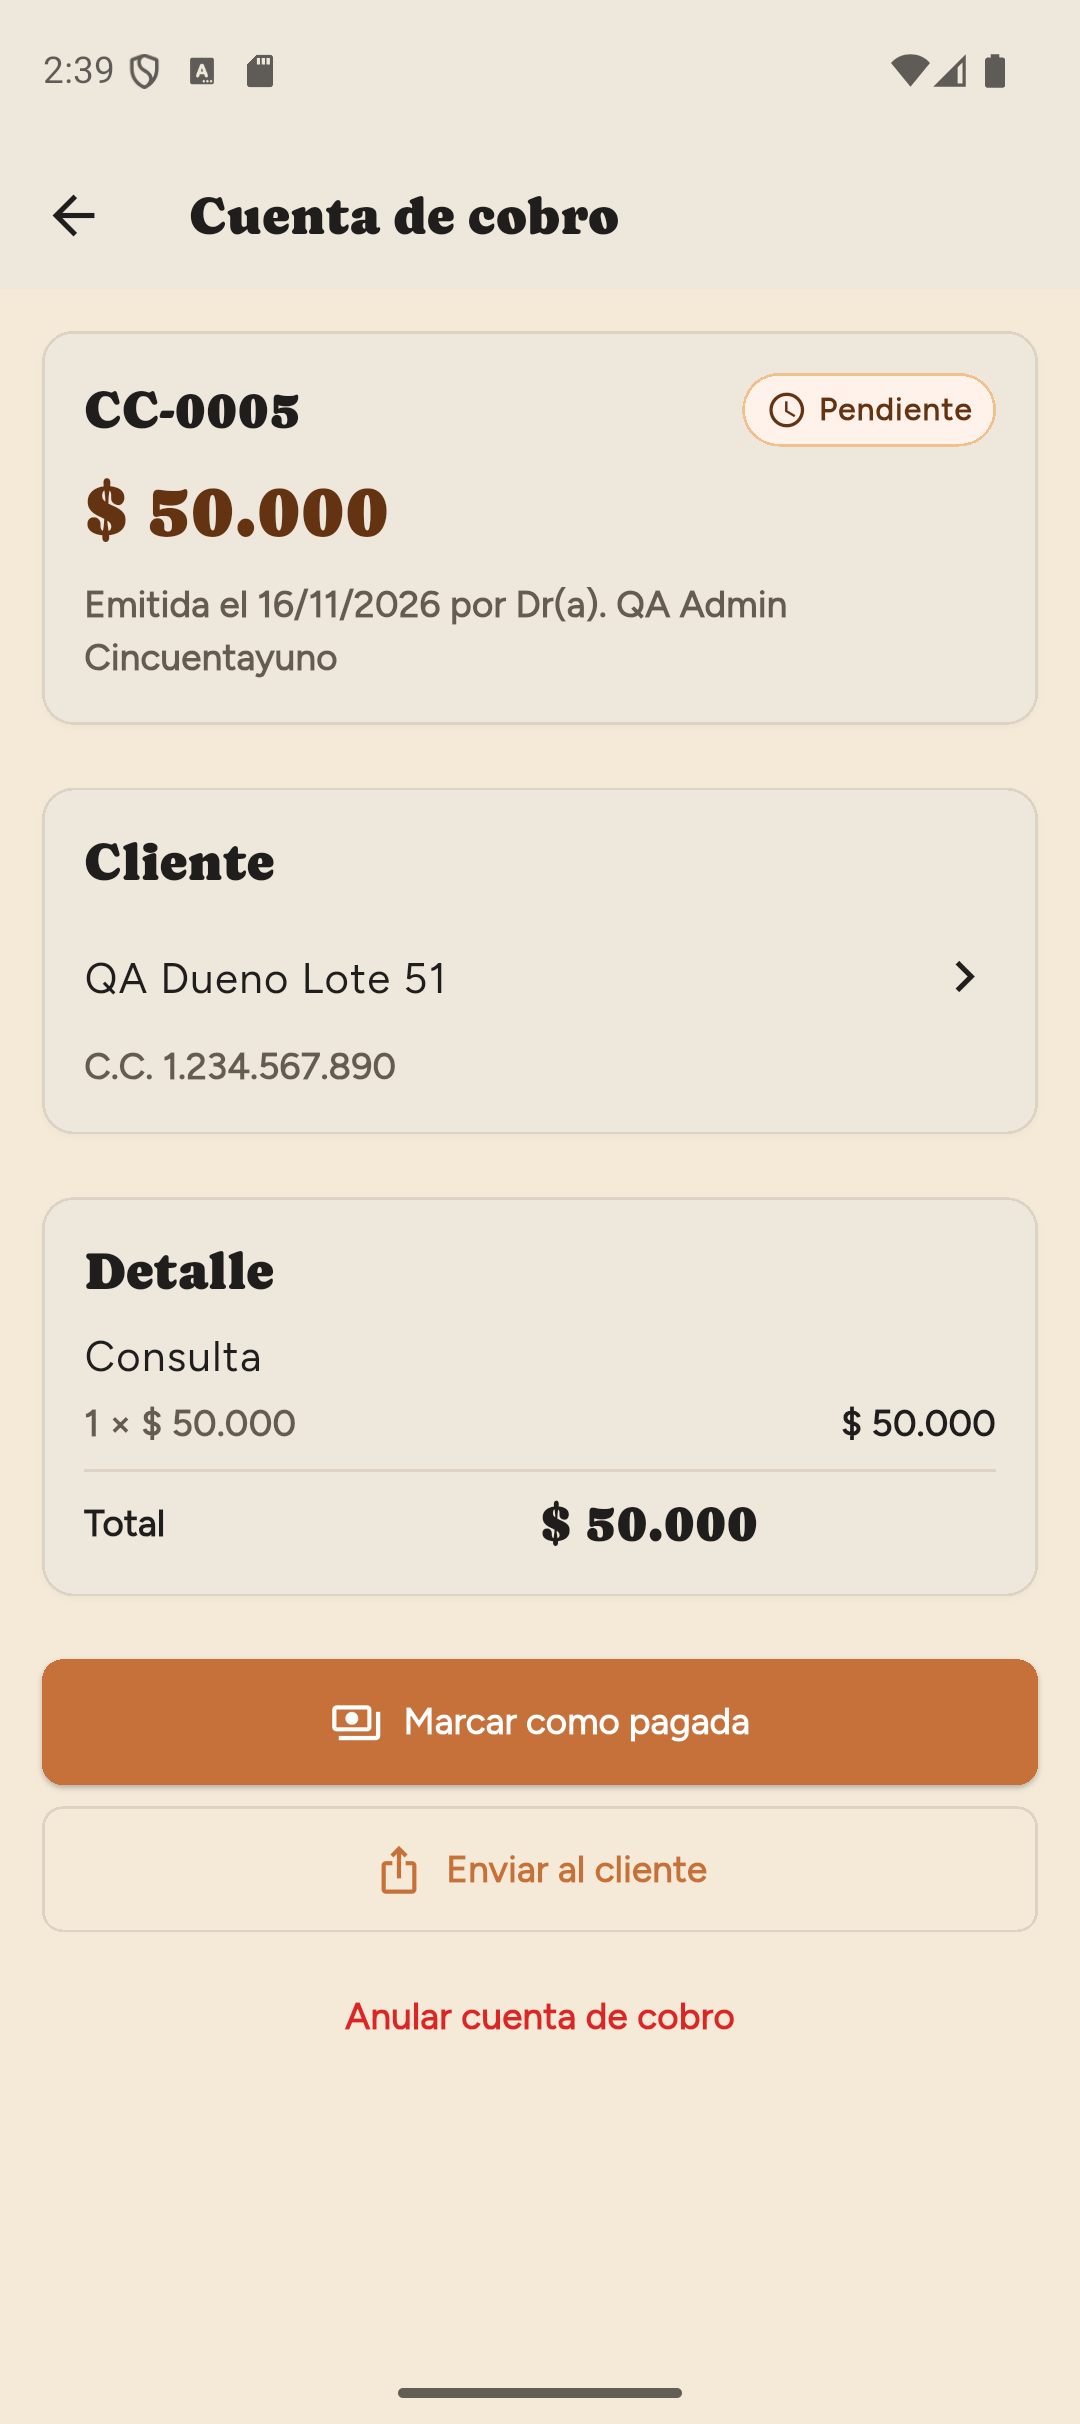 2:39
Cuenta de cobro
CC-0005
Pendiente
$ 50.000
Emitida el 16/11/2026 por Dr(a). QA Admin
Cincuentayuno
Cliente
QA Dueno Lote 51
C.C. 1.234.567.890
Detalle
Consulta
1 × $ 50.000
$ 50.000
Total
$ 50.000
Marcar como pagada
Enviar al cliente
Anular cuenta de cobro